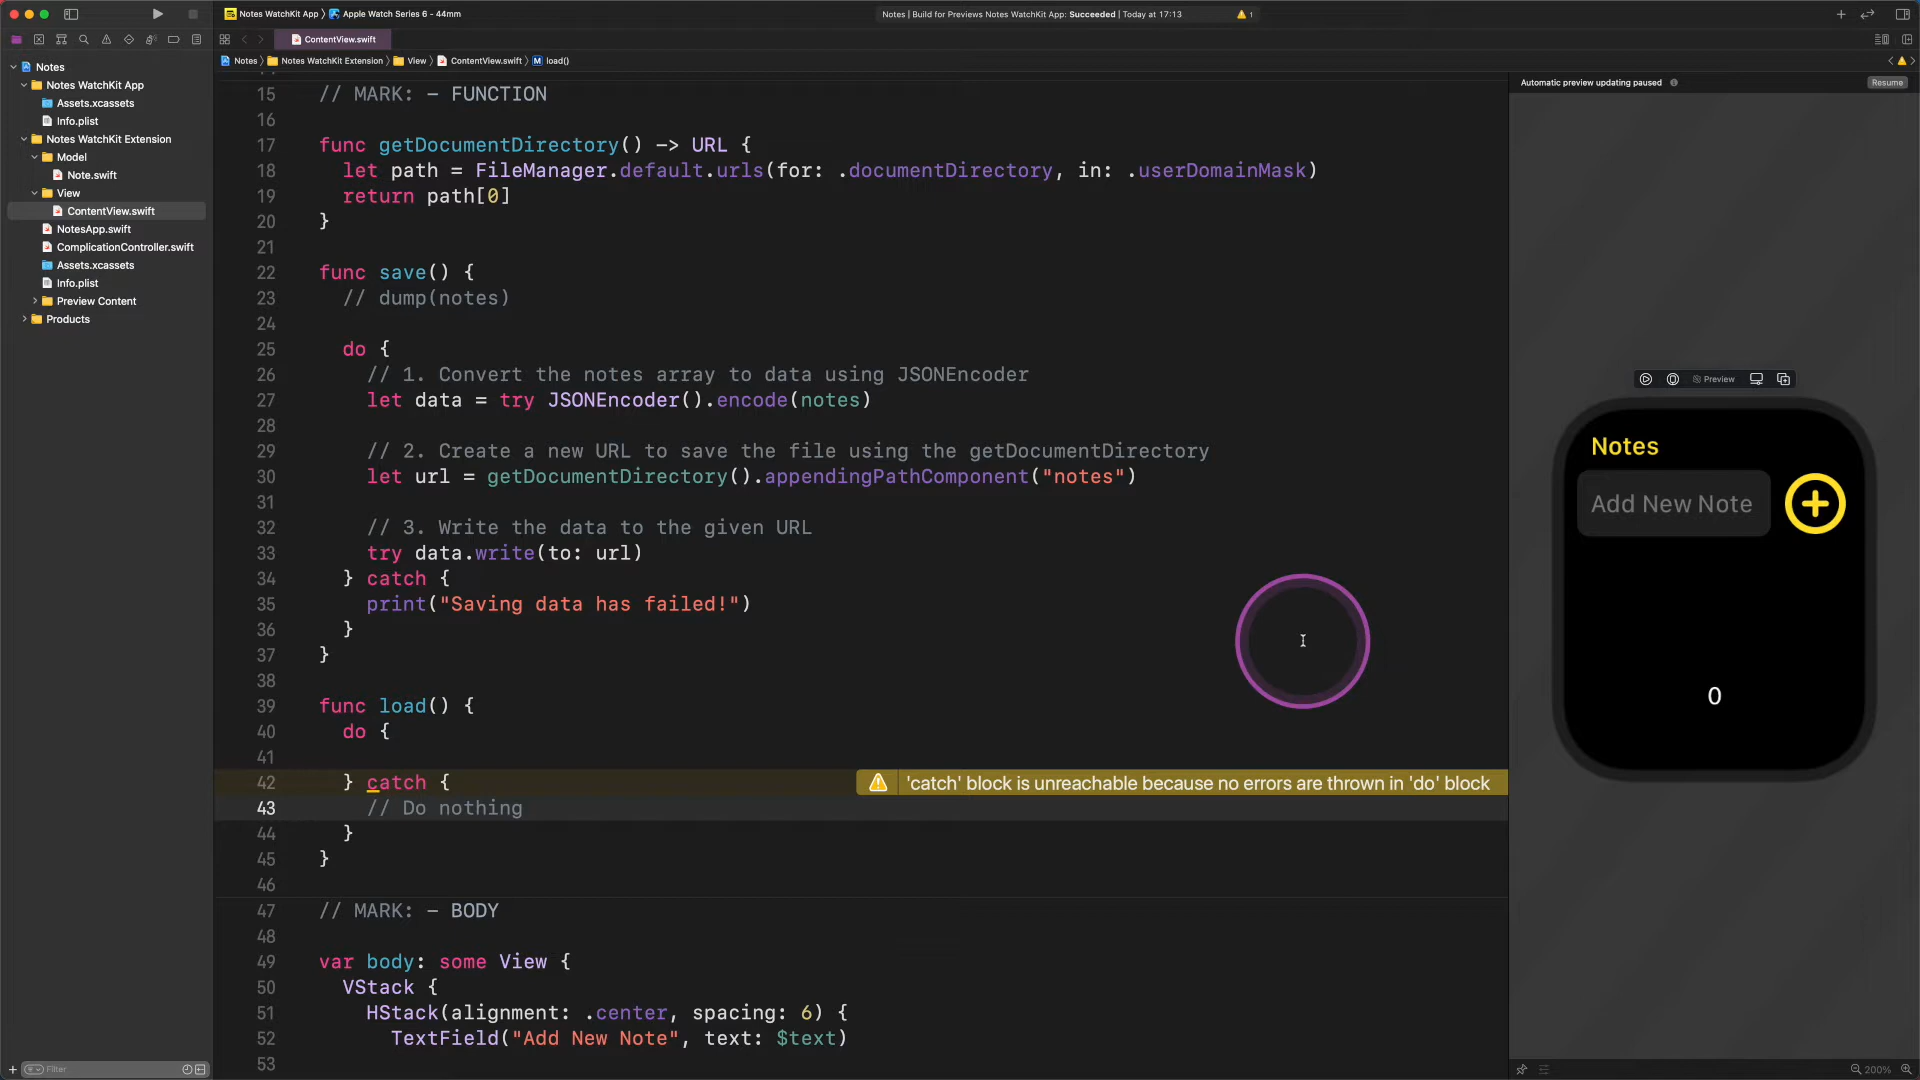 Notes WatchKit App
Apple Watch Series 6 - 44mm
Notes | Build for Previews Notes WatchKit App: Succeeded | Today at 17:13
1
ContentView.swift
Notes
Notes WatchKit Extension
View
ContentView.swift
M
load()
Notes
Notes WatchKit App
Assets.xcassets
Info.plist
Notes WatchKit Extension
Model
Note.swift
View
ContentView.swift
NotesApp.swift
ComplicationController.swift
Assets.xcassets
Info.plist
Preview Content
Products
Filter
15 // MARK: - FUNCTION
16
17 func getDocumentDirectory() -> URL {
18 let path = FileManager.default.urls(for: .documentDirectory, in: .userDomainMask)
19 return path[0]
20 }
21
22 func save() {
23 // dump(notes)
24
25 do {
26 // 1. Convert the notes array to data using JSONEncoder
27 let data = try JSONEncoder().encode(notes)
28
29 // 2. Create a new URL to save the file using the getDocumentDirectory
30 let url = getDocumentDirectory().appendingPathComponent("notes")
31
32 // 3. Write the data to the given URL
33 try data.write(to: url)
34 } catch {
35 print("Saving data has failed!")
36 }
37 }
38
39 func load() {
40 do {
41
42 } catch {
'catch' block is unreachable because no errors are thrown in 'do' block
43 // Do nothing
44 }
45 }
46
47 // MARK: - BODY
48
49 var body: some View {
50 VStack {
51 HStack(alignment: .center, spacing: 6) {
52 TextField("Add New Note", text: $text)
53
Automatic preview updating paused
Resume
Preview
Notes
Add New Note
0
200%